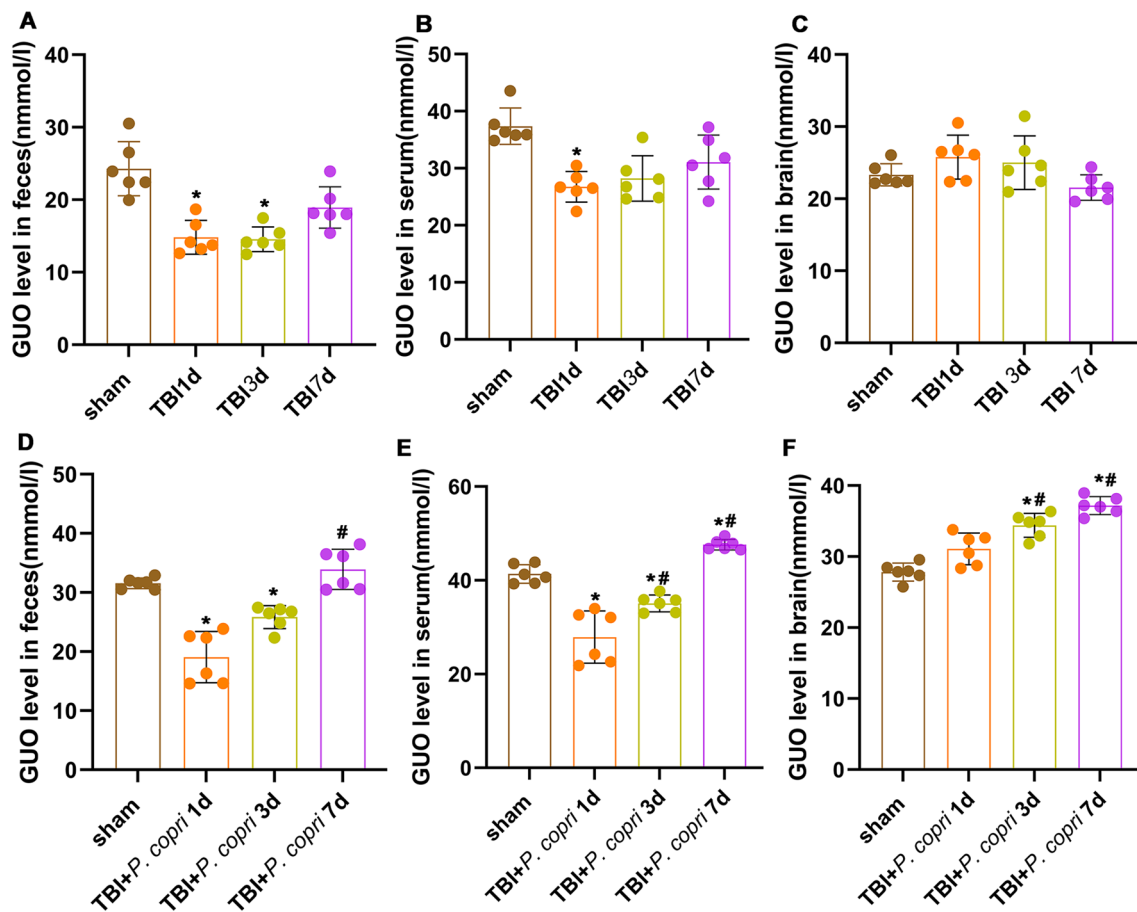 A
GUO level in feces(nmmol/l)
40
30
20
10
0
*
*
sham
TBI1d
TBI3d
TBI7d
B
GUO level in serum(nmmol/l)
50
40
30
20
10
0
*
sham
TBI1d
TBI3d
TBI7d
C
GUO level in brain(nmmol/l)
40
30
20
10
0
sham
TBI1d
TBI 3d
TBI 7d
D
GUO level in feces(nmmol/l)
50
40
30
20
10
0
*
*
#
sham
TBI+P. copri 1d
TBI+P. copri 3d
TBI+P. copri 7d
E
GUO level in serum(nmmol/l)
60
40
20
0
*
*#
*#
sham
TBI+P. copri 1d
TBI+P. copri 3d
TBI+P. copri 7d
F
GUO level in brain(nmmol/l)
40
30
20
10
0
*#
*#
sham
TBI+P. copri 1d
TBI+P. copri 3d
TBI+P. copri 7d